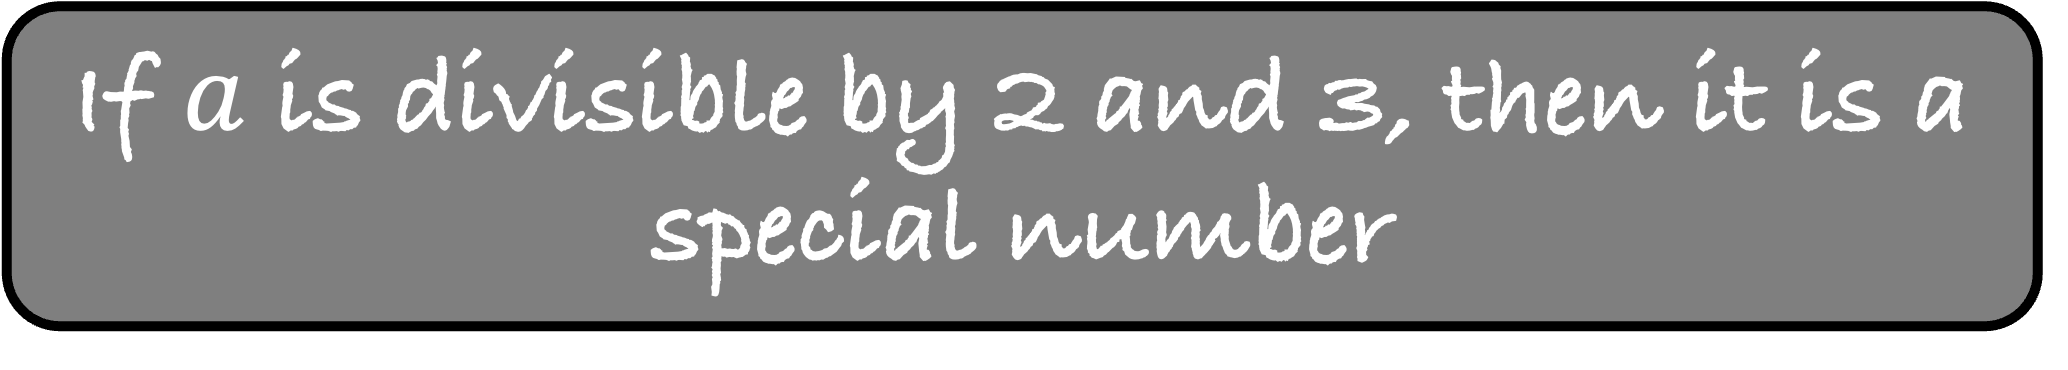 If a is divisible by 2 and 3, then it is a
special number